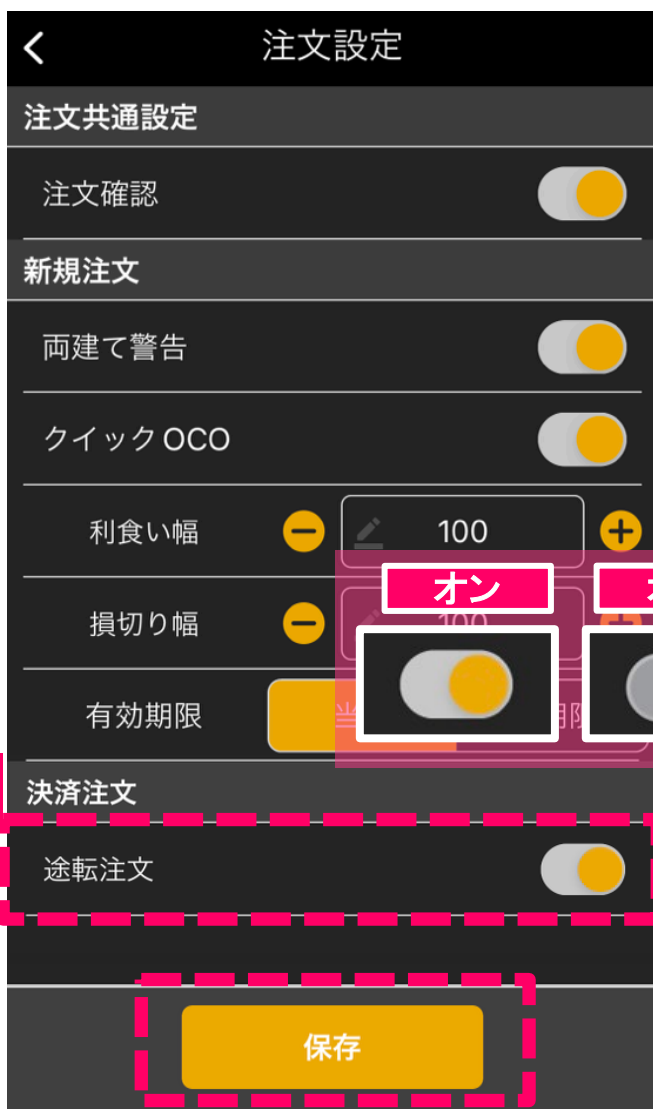 注文設定
注文共通設定
注文確認
新規注文
両建て警告
クイックOCO
利食い幅 100
オン
損切り幅 100
有効期限
決済注文
途転注文
保存